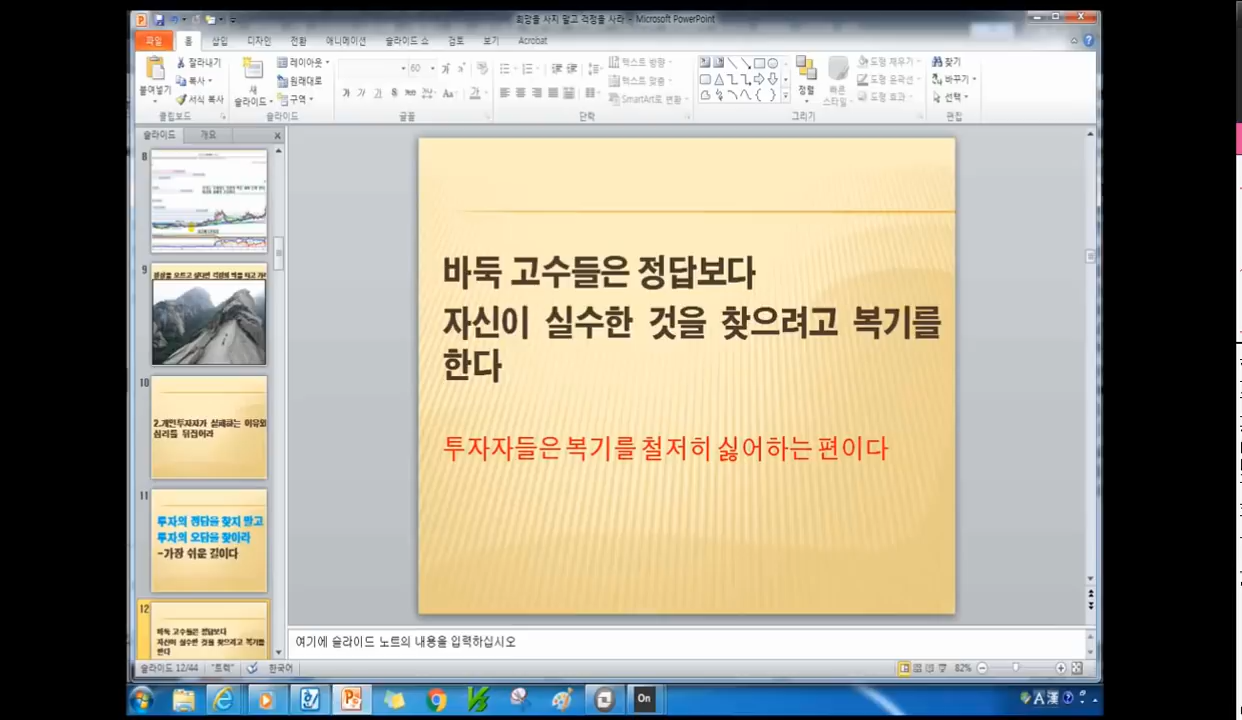 희망을 사지 말고 걱정을 사라 - Microsoft PowerPoint
파일 홈 삽입 디자인 전환 애니메이션 슬라이드 쇼 검토 보기 Acrobat
붙여넣기 잘라내기 복사 서식 복사
클립보드
새 슬라이드 레이아웃 원래대로 구역
슬라이드
60
글꼴
텍스트 방향
텍스트 맞춤
SmartArt로 변환
단락
정렬 빠른 스타일 도형 채우기 도형 윤곽선 도형 효과
그리기
찾기
바꾸기
선택
편집
슬라이드 개요
8
9
10
2.개인투자자가 실패하는 이유와
심리를 뒤집어라
11
투자의 정답을 찾지 말고
투자의 오답을 찾아라
-가장 쉬운 길이다
12
바둑 고수들은 정답보다
자신이 실수한 것을 찾으려고 복기를
한다
바둑 고수들은 정답보다
자신이 실수한 것을 찾으려고 복기를
한다
투자자들은 복기를 철저히 싫어하는 편이다
여기에 슬라이드 노트의 내용을 입력하십시오
슬라이드 12/44 "트랙" 한국어 82%
On
A 漢